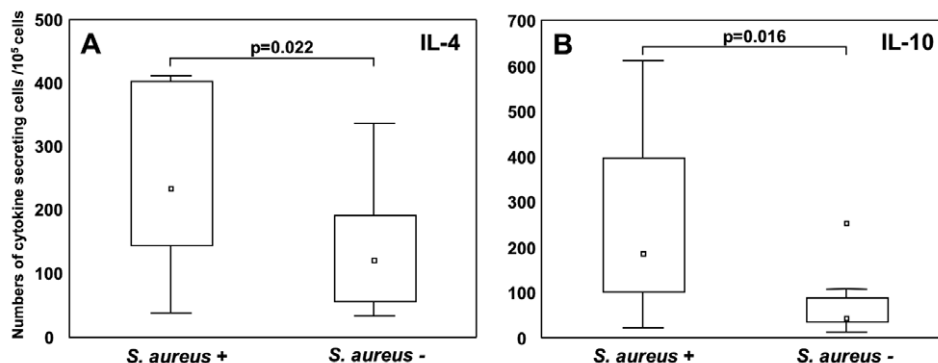 Numbers of cytokine secreting cells /10⁵ cells
A
IL-4
p=0.022
500
400
300
200
100
0
S. aureus +
S. aureus -
B
IL-10
p=0.016
700
600
500
400
300
200
100
0
S. aureus +
S. aureus -